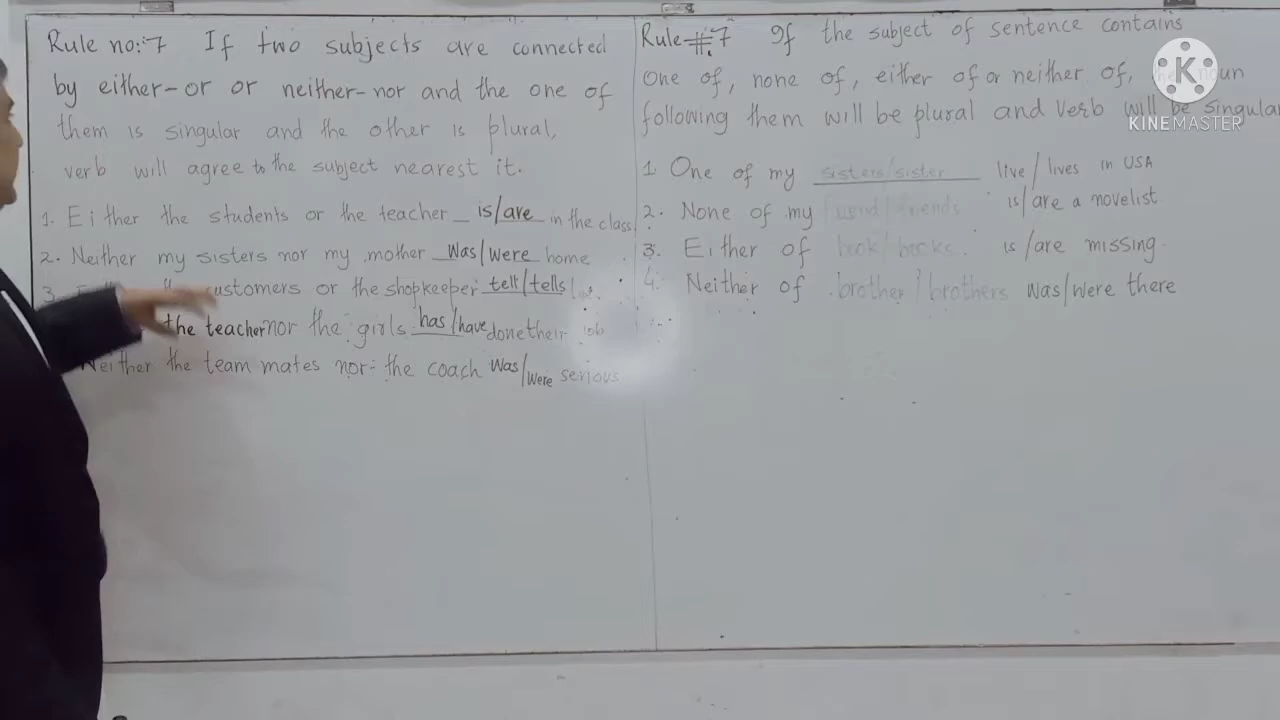 Rule no:7 If two subjects are connected
by either-or or neither-nor and the one of
them is singular and the other is plural,
verb will agree to the subject nearest it.
1. Either the students or the teacher is/are in the class
2. Neither my sisters nor my mother was/were home
3. customers or the shopkeeper tell/tells
the teacher nor the girls has/have done their job
Neither the team mates nor the coach was/were serious
Rule #7 If the subject of sentence contains
One of, none of, either of or neither of, noun
following them will be plural and verb will be singular
1 One of my sisters/sister live/lives in USA
2. None of my friends is/are a novelist
3. Either of book/books is/are missing
4. Neither of brother/brothers was/were there
K
KINEMASTER